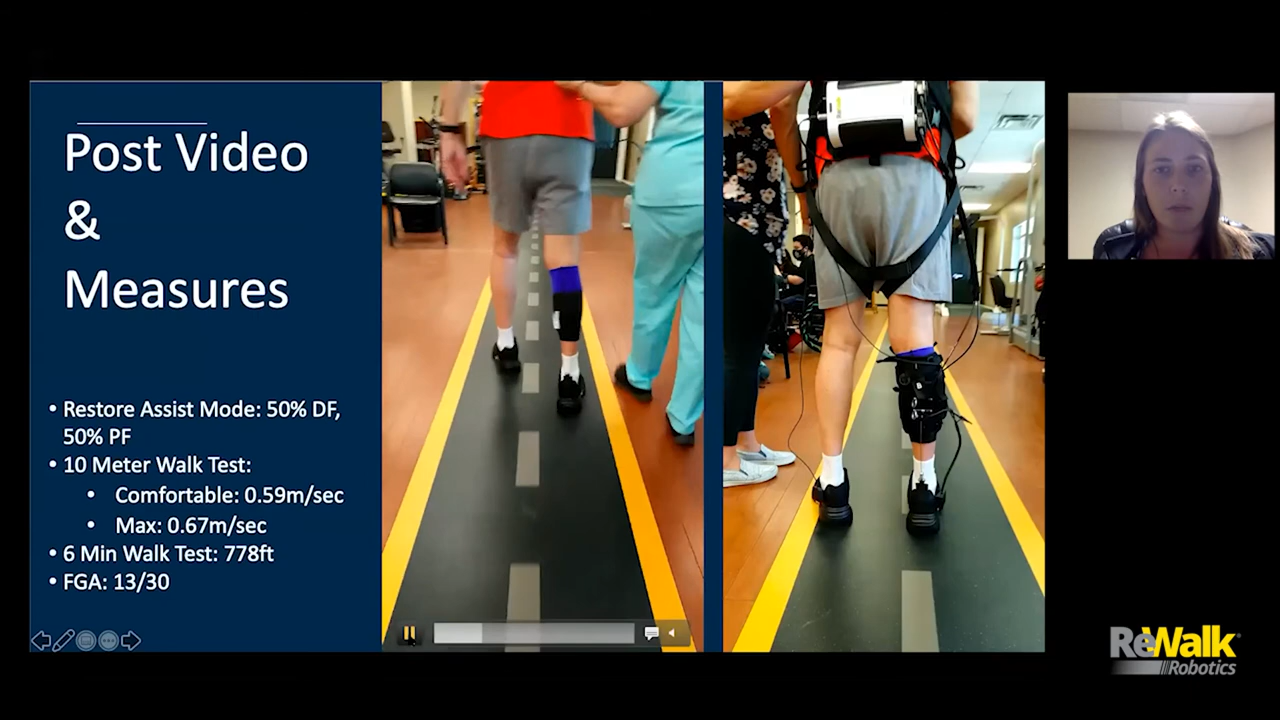 Post Video
&
Measures
• Restore Assist Mode: 50% DF,
50% PF
• 10 Meter Walk Test:
• Comfortable: 0.59m/sec
• Max: 0.67m/sec
• 6 Min Walk Test: 778ft
• FGA: 13/30
ReWalk
Robotics